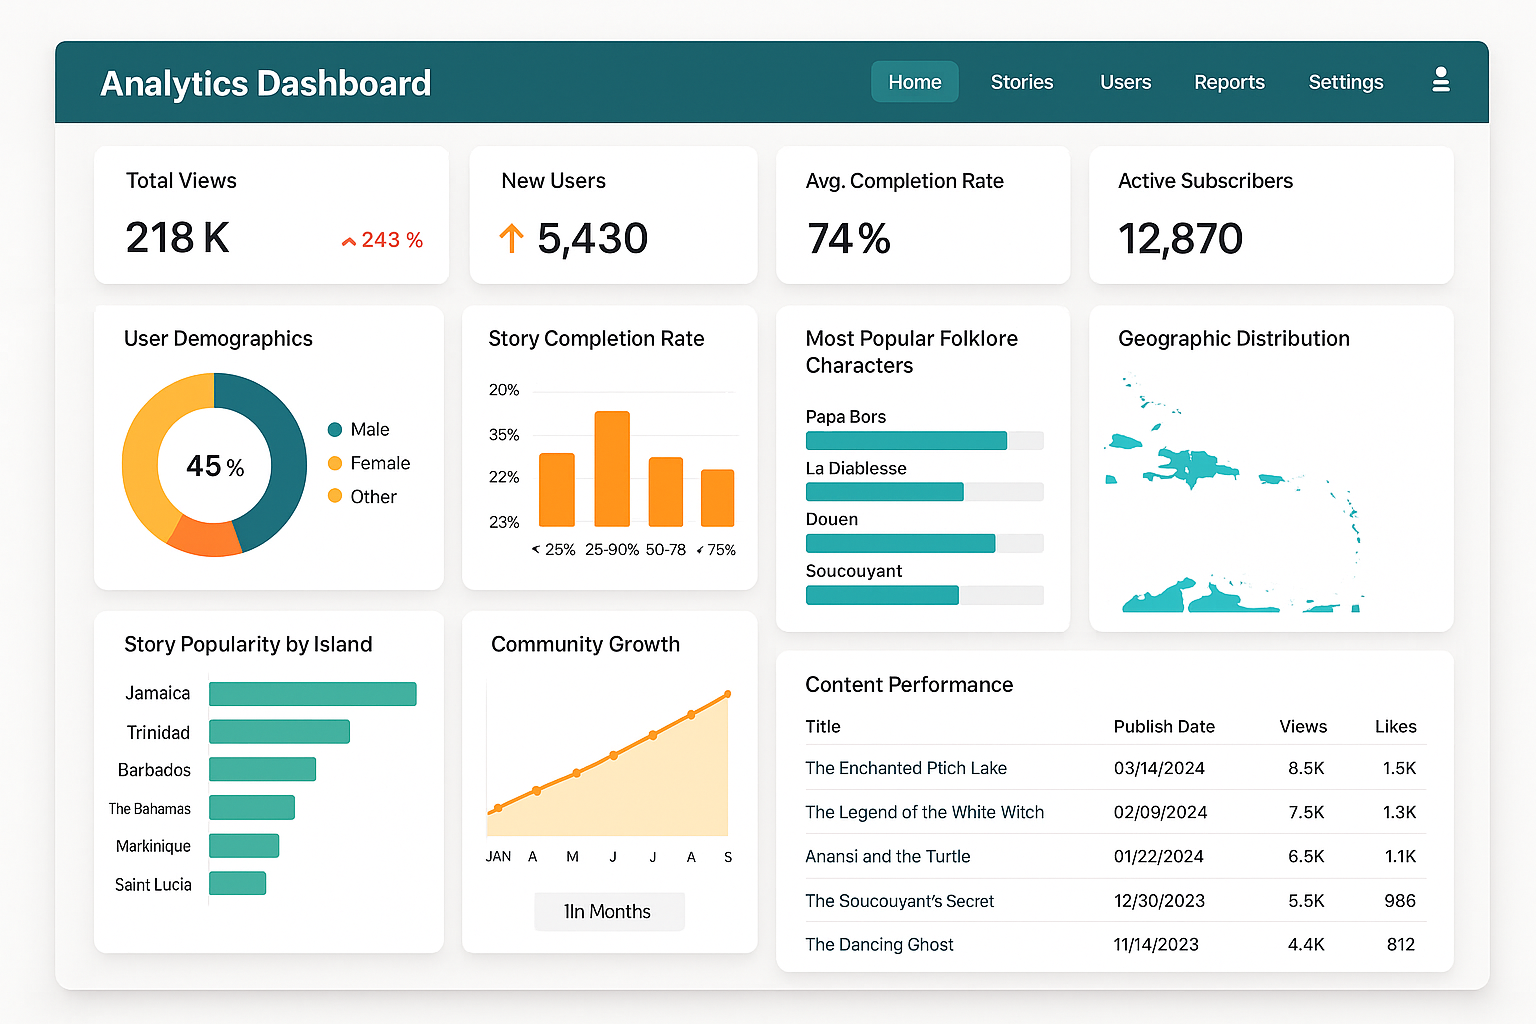 Analytics Dashboard
Home
Stories
Users
Reports
Settings
Total Views
218 K
243 %
New Users
5,430
Avg. Completion Rate
74%
Active Subscribers
12,870
User Demographics
45 %
Male
Female
Other
Story Completion Rate
20%
35%
22%
23%
< 25%
25-90%
50-78
75%
Most Popular Folklore
Characters
Papa Bors
La Diablesse
Douen
Soucouyant
Geographic Distribution
Story Popularity by Island
Jamaica
Trinidad
Barbados
The Bahamas
Markinique
Saint Lucia
Community Growth
JAN A M J J A S
1In Months
Content Performance
Title Publish Date Views Likes
The Enchanted Ptich Lake 03/14/2024 8.5K 1.5K
The Legend of the White Witch 02/09/2024 7.5K 1.3K
Anansi and the Turtle 01/22/2024 6.5K 1.1K
The Soucouyant's Secret 12/30/2023 5.5K 986
The Dancing Ghost 11/14/2023 4.4K 812